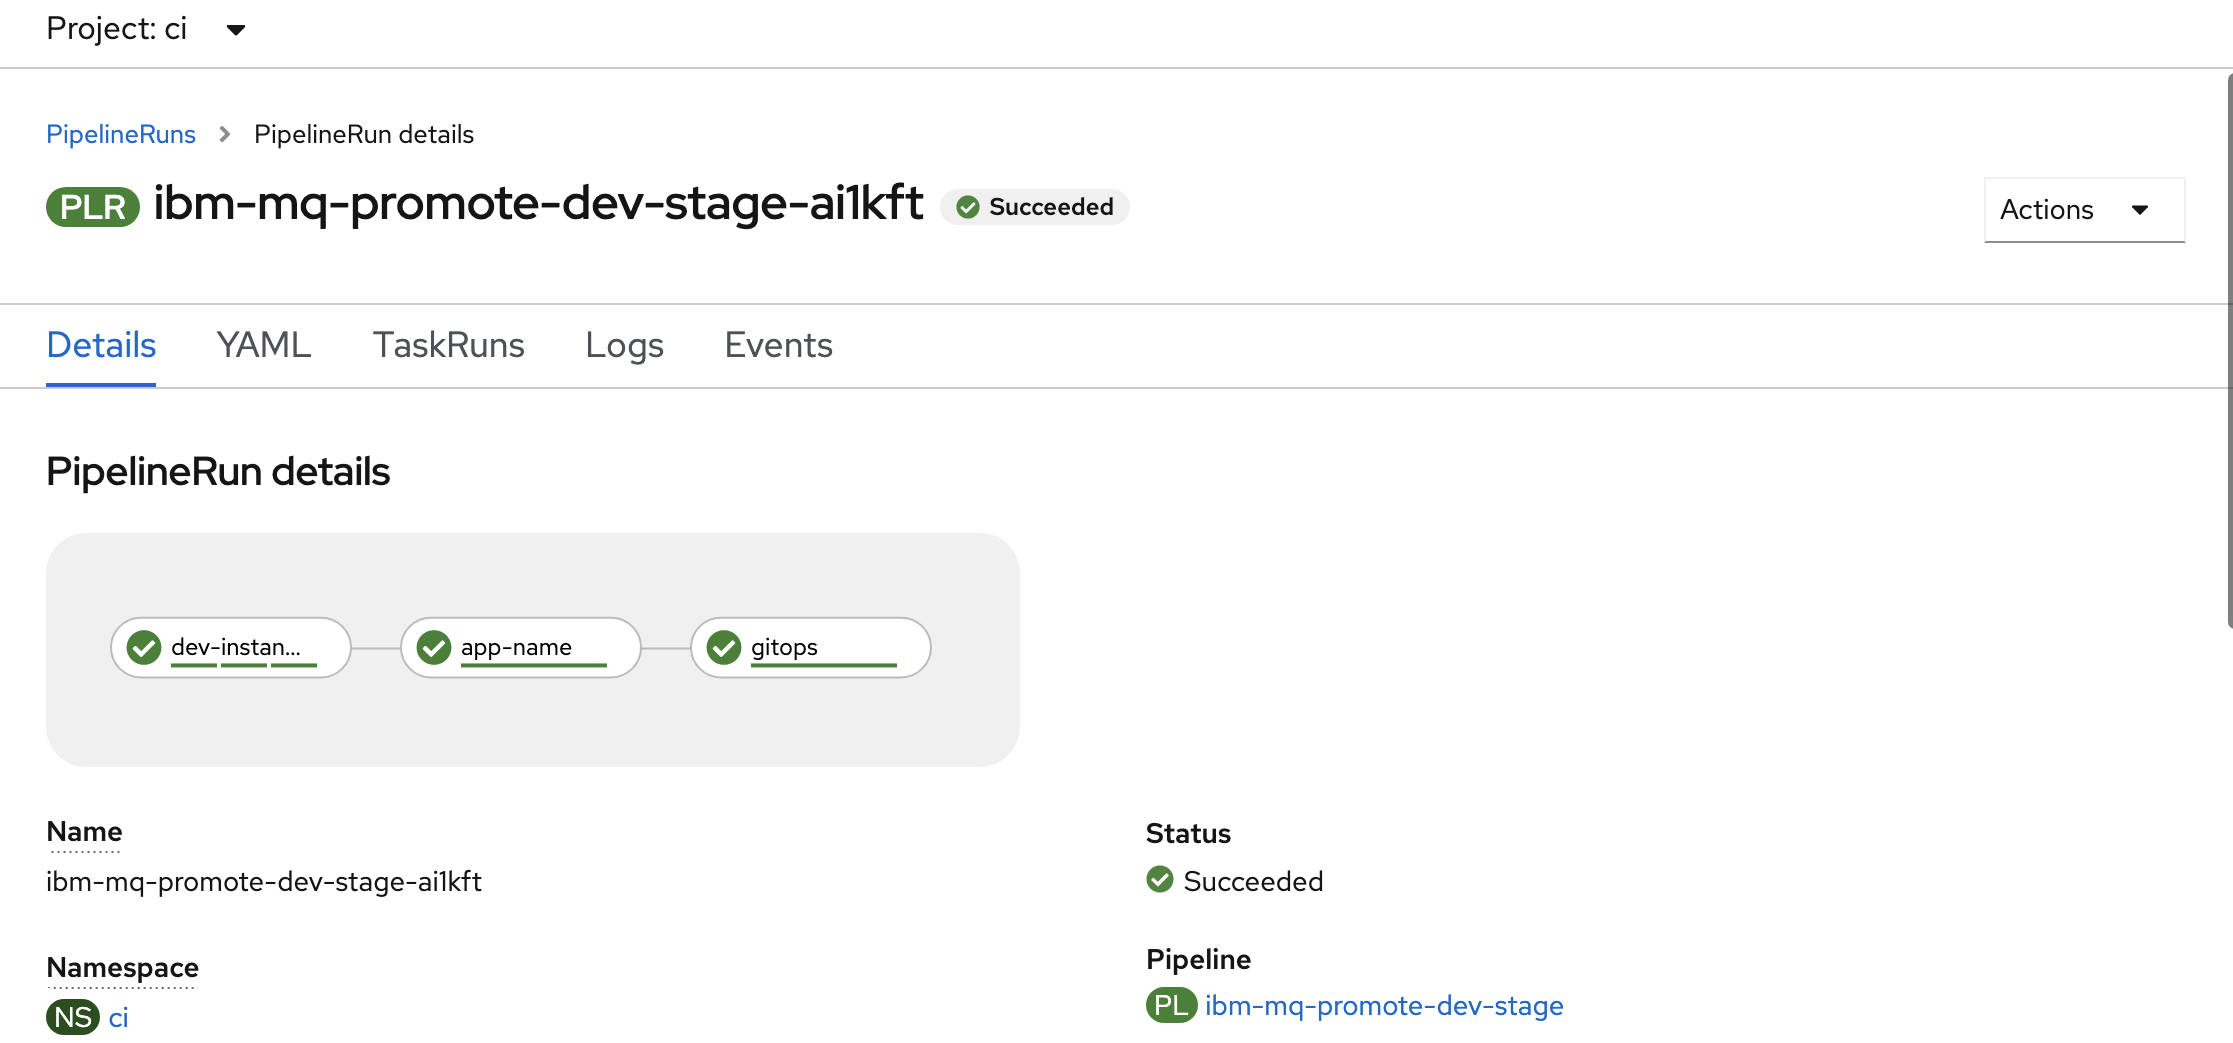 Project: ci
PipelineRuns > PipelineRun details
PLR ibm-mq-promote-dev-stage-ai1kft Succeeded
Actions
Details YAML TaskRuns Logs Events
PipelineRun details
dev-instan... app-name gitops
Name
ibm-mq-promote-dev-stage-ai1kft
Status
Succeeded
Namespace
NS ci
Pipeline
PL ibm-mq-promote-dev-stage